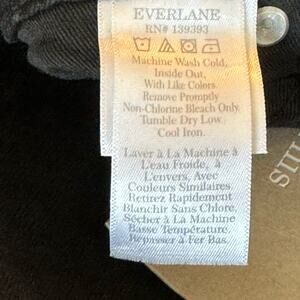 EVERLANE
RN# 139393
Machine Wash Cold,
Inside Out,
With Like Colors.
Remove Promptly
Non-Chlorine Bleach Only.
Tumble Dry Low.
Cool Iron.
Laver à La Machine à
L'eau Froide, à
L'envers, Avec
Couleurs Similaires.
Retirez Rapidement
Blanchir Sans Chlore.
Sécher à La Machine
Basse Température.
Repasser à Fer Bas.